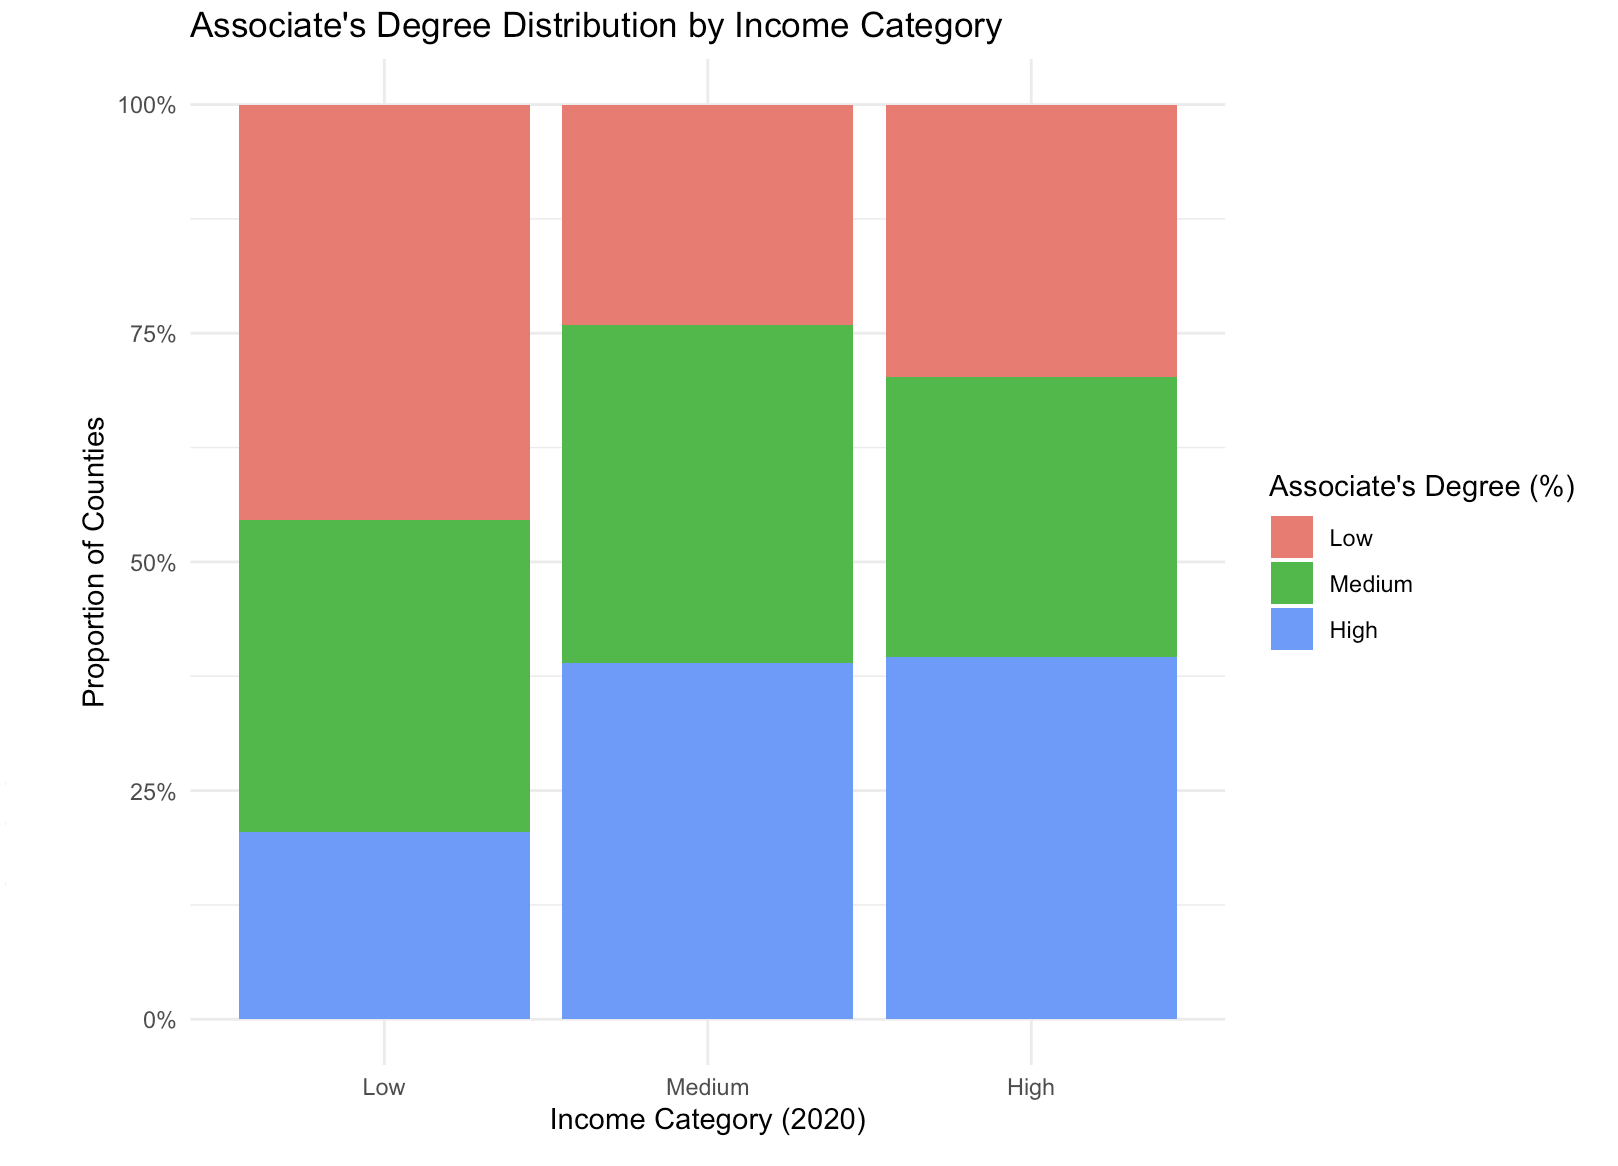 Associate's Degree Distribution by Income Category
100%
75%
50%
25%
0%
Proportion of Counties
Low
Medium
High
Income Category (2020)
Associate's Degree (%)
Low
Medium
High